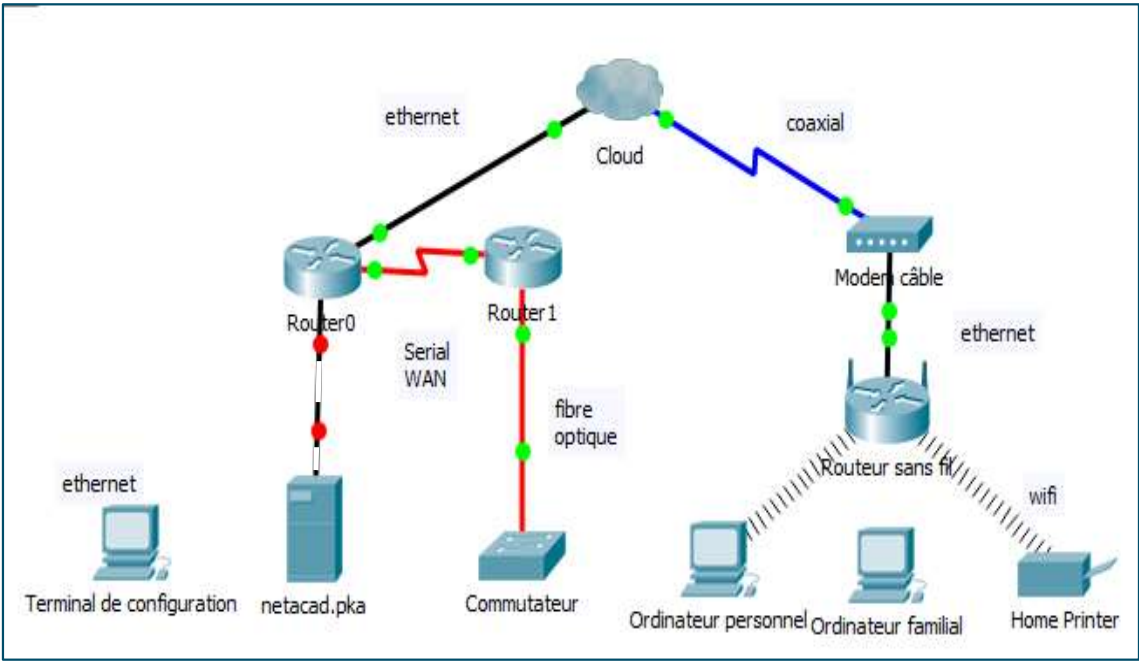 ethernet
coaxial
Cloud
Modem câble
Router0
Router1
ethernet
Serial
WAN
fibre
optique
Routeur sans fil
ethernet
wifi
Terminal de configuration
netacad.pka
Commutateur
Ordinateur personnel
Ordinateur familial
Home Printer